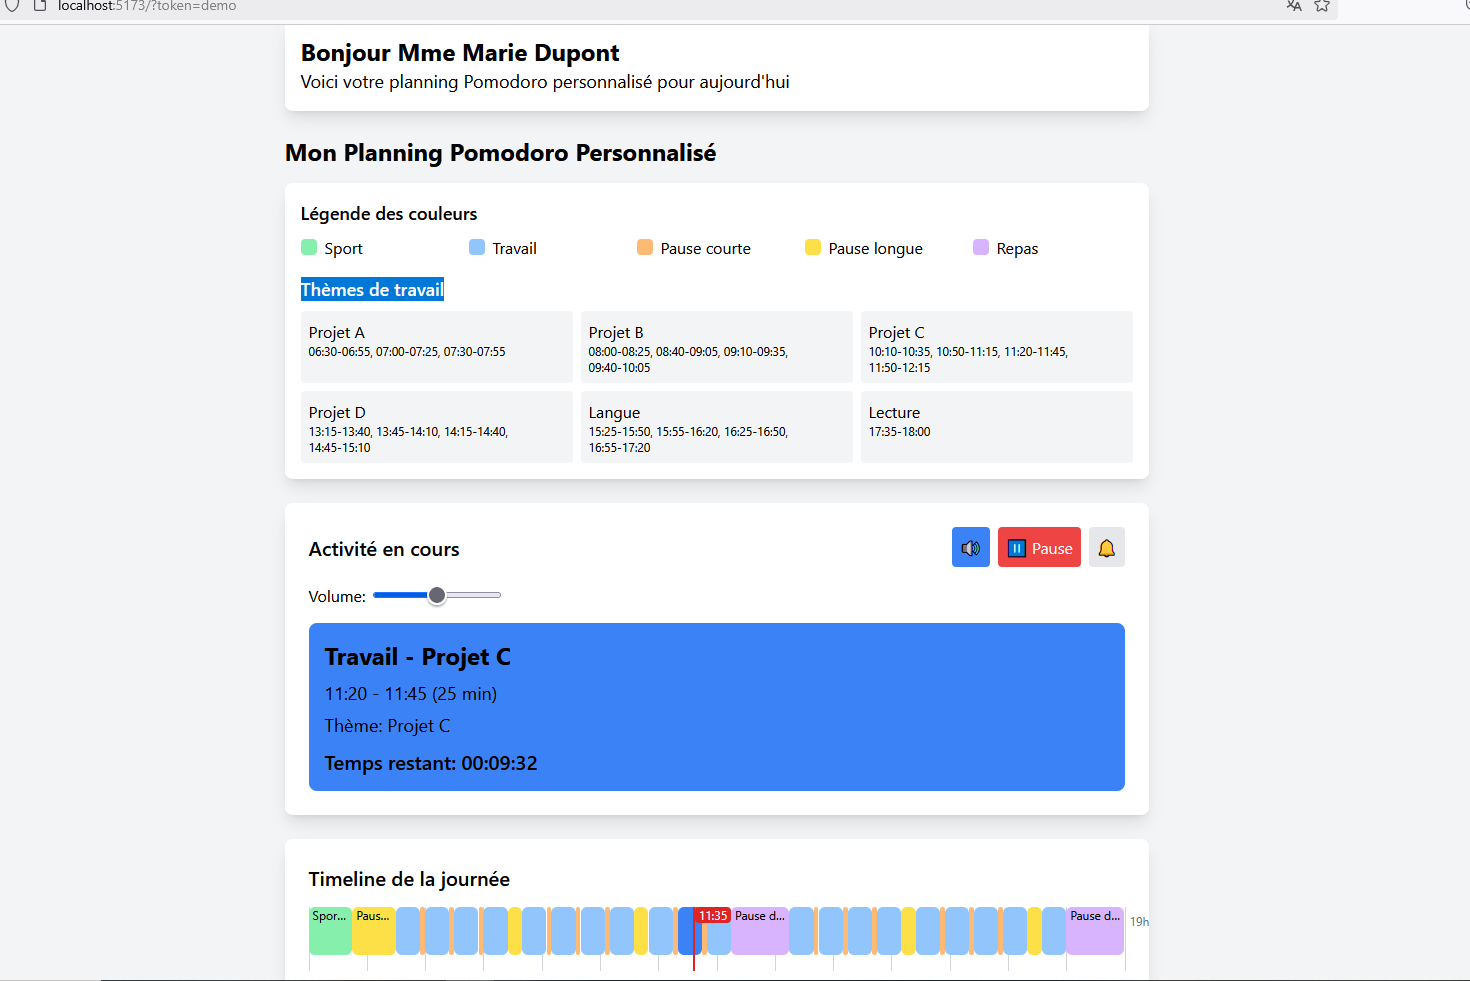 localhost:5173/?token=demo
Bonjour Mme Marie Dupont
Voici votre planning Pomodoro personnalisé pour aujourd'hui
Mon Planning Pomodoro Personnalisé
Légende des couleurs
Sport
Travail
Pause courte
Pause longue
Repas
Thèmes de travail
Projet A
06:30-06:55, 07:00-07:25, 07:30-07:55
Projet B
08:00-08:25, 08:40-09:05, 09:10-09:35,
09:40-10:05
Projet C
10:10-10:35, 10:50-11:15, 11:20-11:45,
11:50-12:15
Projet D
13:15-13:40, 13:45-14:10, 14:15-14:40,
14:45-15:10
Langue
15:25-15:50, 15:55-16:20, 16:25-16:50,
16:55-17:20
Lecture
17:35-18:00
Activité en cours
Pause
Volume:
Travail - Projet C
11:20 - 11:45 (25 min)
Thème: Projet C
Temps restant: 00:09:32
Timeline de la journée
Spor...
Paus...
11:35
Pause d...
Pause d...
19h